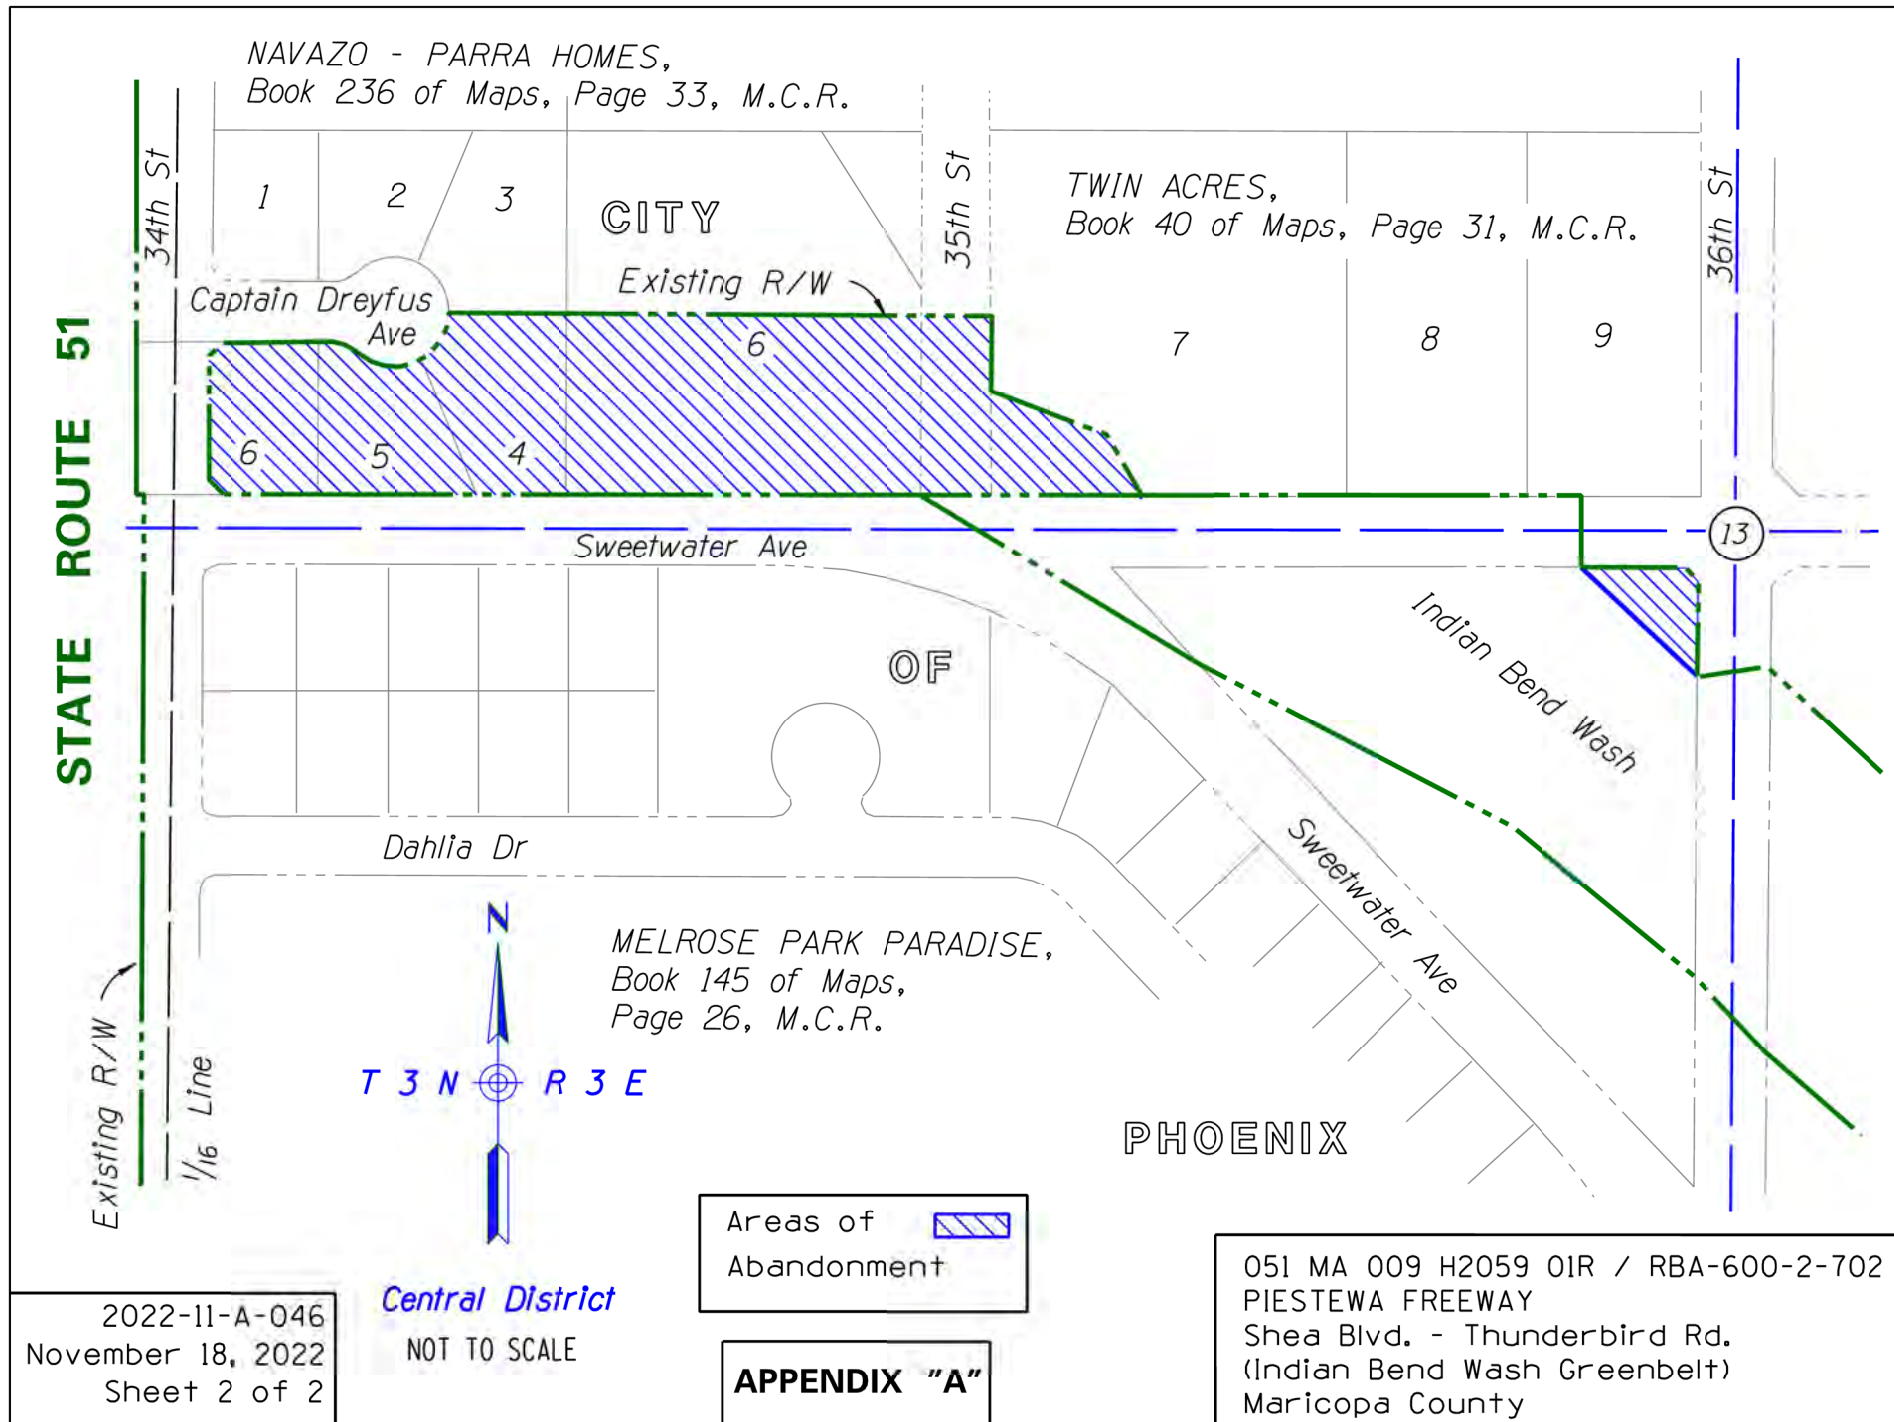 NAVAZO - PARRA HOMES,
Book 236 of Maps, Page 33, M.C.R.
34th St
35th St
36th St
1
2
3
CITY
TWIN ACRES,
Book 40 of Maps, Page 31, M.C.R.
Existing R/W
Captain Dreyfus
Ave
6
7
8
9
6
5
4
STATE ROUTE 51
Sweetwater Ave
13
Indian Bend Wash
OF
Dahlia Dr
Sweetwater Ave
MELROSE PARK PARADISE,
Book 145 of Maps,
Page 26, M.C.R.
N
T 3 N R 3 E
Existing R/W
1/16 Line
PHOENIX
Areas of
Abandonment
Central District
NOT TO SCALE
2022-11-A-046
November 18, 2022
Sheet 2 of 2
APPENDIX "A"
051 MA 009 H2059 01R / RBA-600-2-702
PIESTEWA FREEWAY
Shea Blvd. - Thunderbird Rd.
(Indian Bend Wash Greenbelt)
Maricopa County